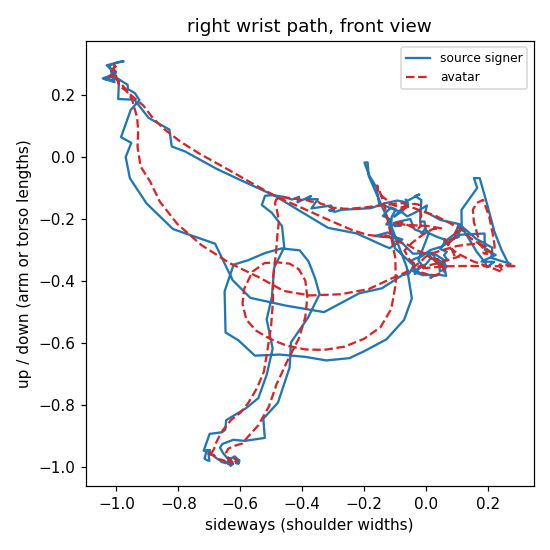 right wrist path, front view
source signer
avatar
up / down (arm or torso lengths)
0.2
0.0
−0.2
−0.4
−0.6
−0.8
−1.0
−1.0 −0.8 −0.6 −0.4 −0.2 0.0 0.2
sideways (shoulder widths)